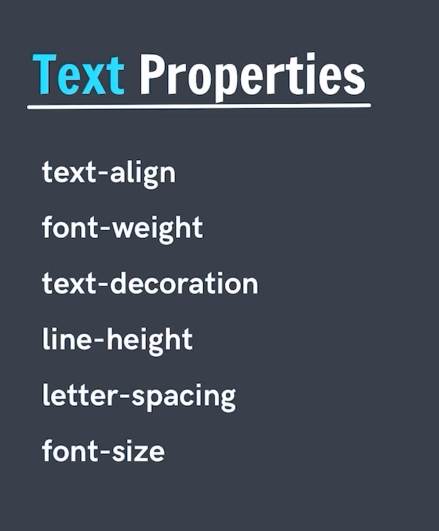 Text Properties
text-align
font-weight
text-decoration
line-height
letter-spacing
font-size